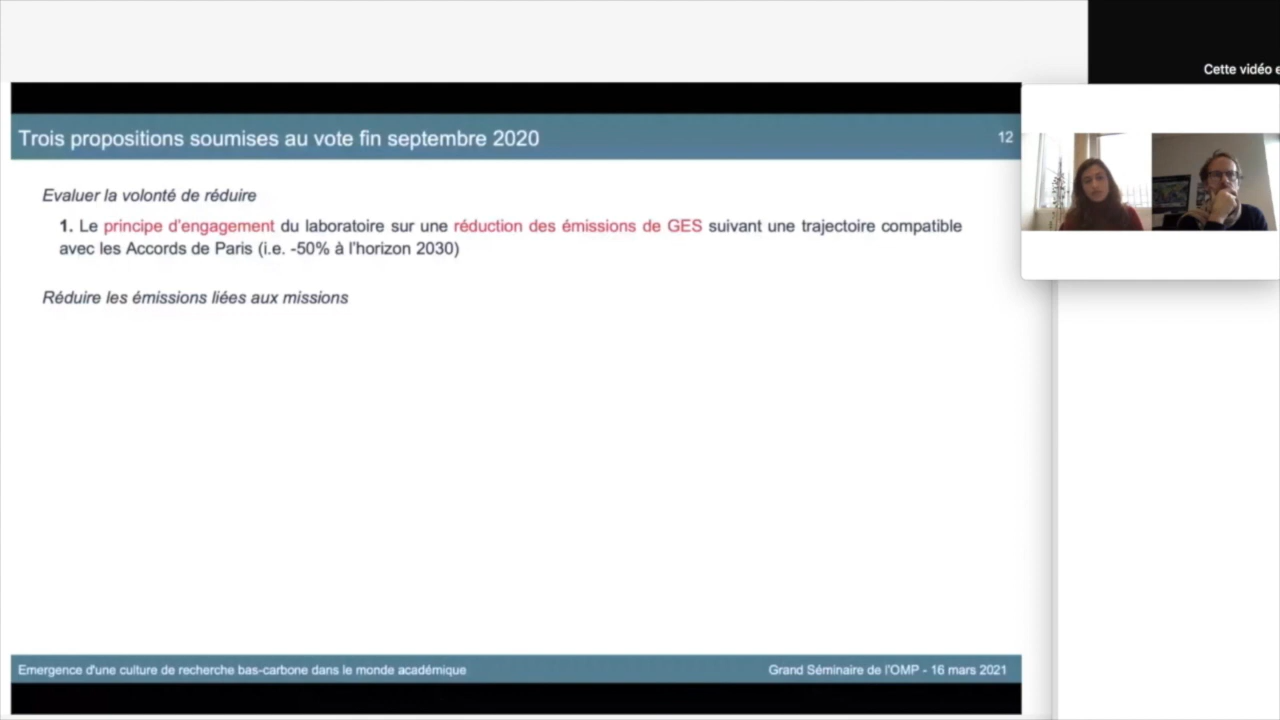 Cette vidéo e
Trois propositions soumises au vote fin septembre 2020
12
Evaluer la volonté de réduire
1. Le principe d'engagement du laboratoire sur une réduction des émissions de GES suivant une trajectoire compatible
avec les Accords de Paris (i.e. -50% à l'horizon 2030)
Réduire les émissions liées aux missions
Emergence d'une culture de recherche bas-carbone dans le monde académique
Grand Séminaire de l'OMP - 16 mars 2021